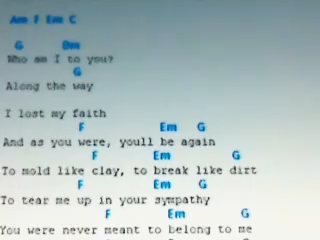 Am F Em C
G Dm
Who am I to you?
G
Along the way
I lost my faith
F Em G
And as you were, youll be again
F Em G
To mold like clay, to break like dirt
F Em G
To tear me up in your sympathy
F Em G
You were never meant to belong to me